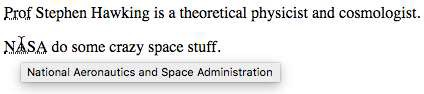 Prof Stephen Hawking is a theoretical physicist and cosmologist.
NASA do some crazy space stuff.
National Aeronautics and Space Administration